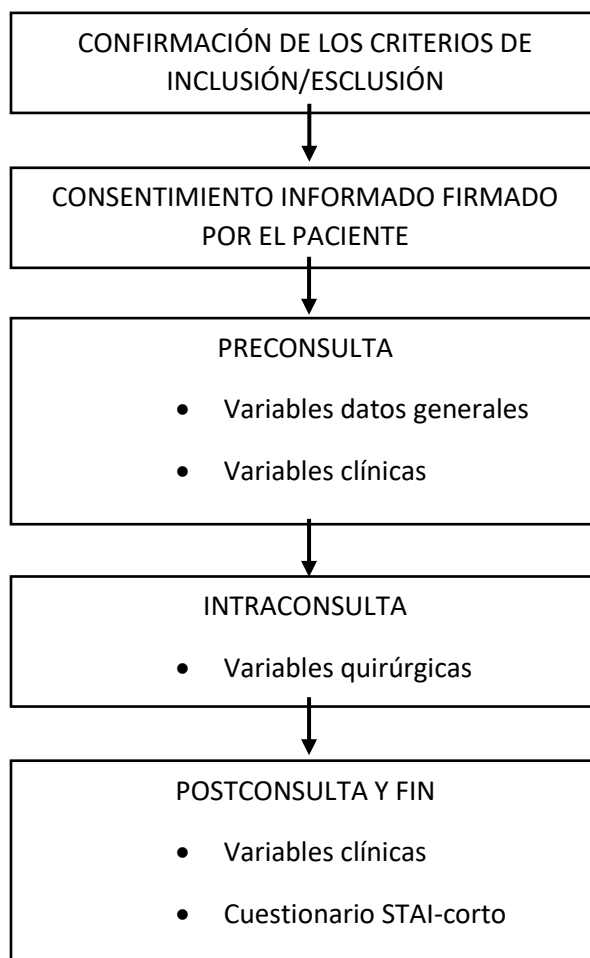 CONFIRMACIÓN DE LOS CRITERIOS DE
INCLUSIÓN/ESCLUSIÓN
CONSENTIMIENTO INFORMADO FIRMADO
POR EL PACIENTE
PRECONSULTA
• Variables datos generales
• Variables clínicas
INTRACONSULTA
• Variables quirúrgicas
POSTCONSULTA Y FIN
• Variables clínicas
• Cuestionario STAI-corto